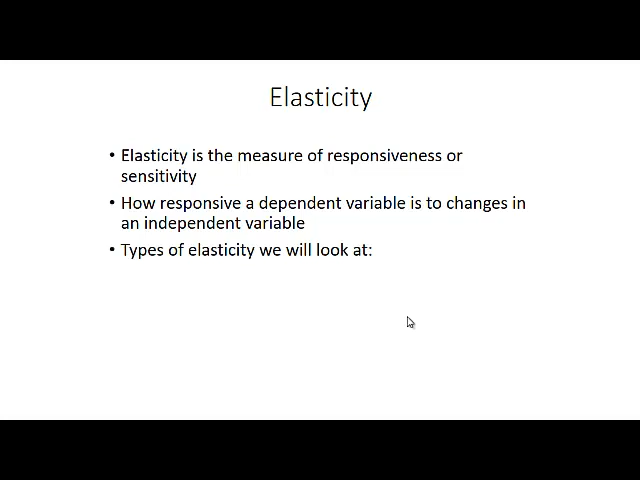 Elasticity
• Elasticity is the measure of responsiveness or
sensitivity
• How responsive a dependent variable is to changes in
an independent variable
• Types of elasticity we will look at: